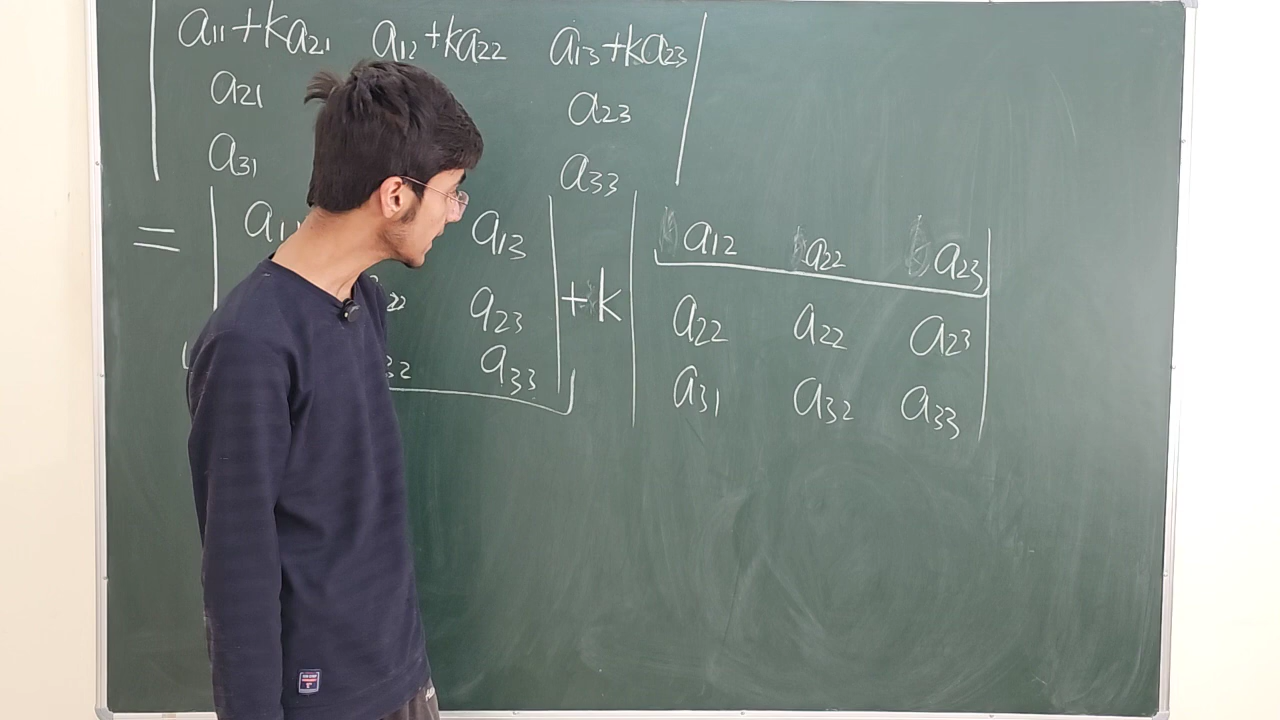 a11+ka21 a12+ka22 a13+ka23
a21 a23
a31 a33
= a11 a13 + k a12 a22 a23
a23 a22 a22 a23
a33 a31 a32 a33